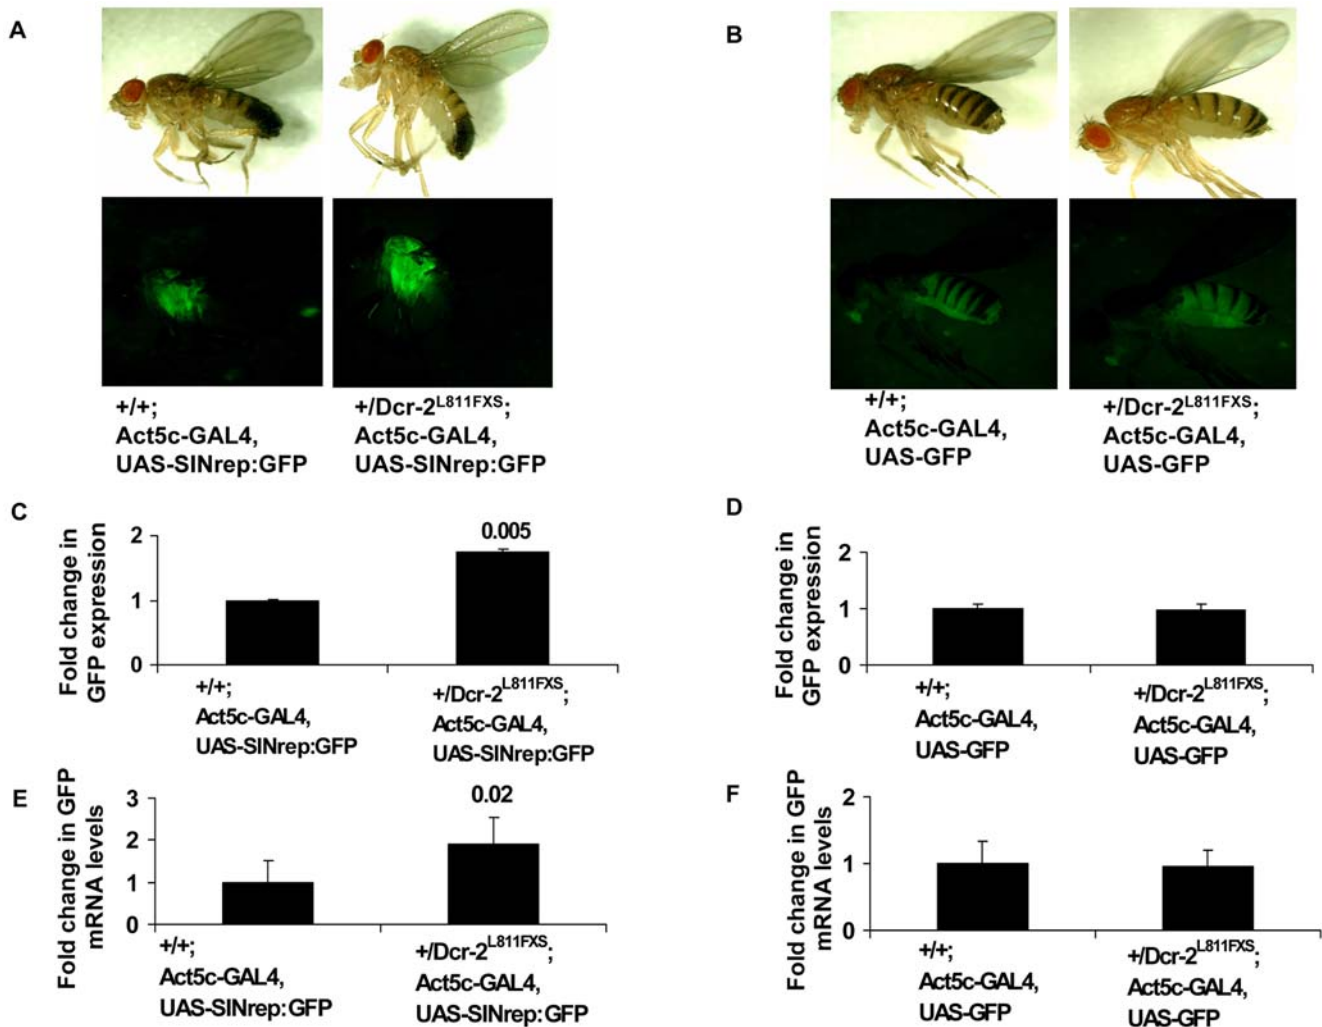 A
B
+/+;
Act5c-GAL4,
UAS-SINrep:GFP
+/Dcr-2L811FXS;
Act5c-GAL4,
UAS-SINrep:GFP
+/+;
Act5c-GAL4,
UAS-GFP
+/Dcr-2L811FXS;
Act5c-GAL4,
UAS-GFP
C
Fold change in
GFP expression
2
1
0
0.005
+/+;
Act5c-GAL4,
UAS-SINrep:GFP
+/Dcr-2L811FXS;
Act5c-GAL4,
UAS-SINrep:GFP
D
Fold change in
GFP expression
2
1
0
+/+;
Act5c-GAL4,
UAS-GFP
+/Dcr-2L811FXS;
Act5c-GAL4,
UAS-GFP
E
Fold change in GFP
mRNA levels
3
2
1
0
0.02
+/+;
Act5c-GAL4,
UAS-SINrep:GFP
+/Dcr-2L811FXS;
Act5c-GAL4,
UAS-SINrep:GFP
F
Fold change in GFP
mRNA levels
2
1
0
+/+;
Act5c-GAL4,
UAS-GFP
+/Dcr-2L811FXS;
Act5c-GAL4,
UAS-GFP